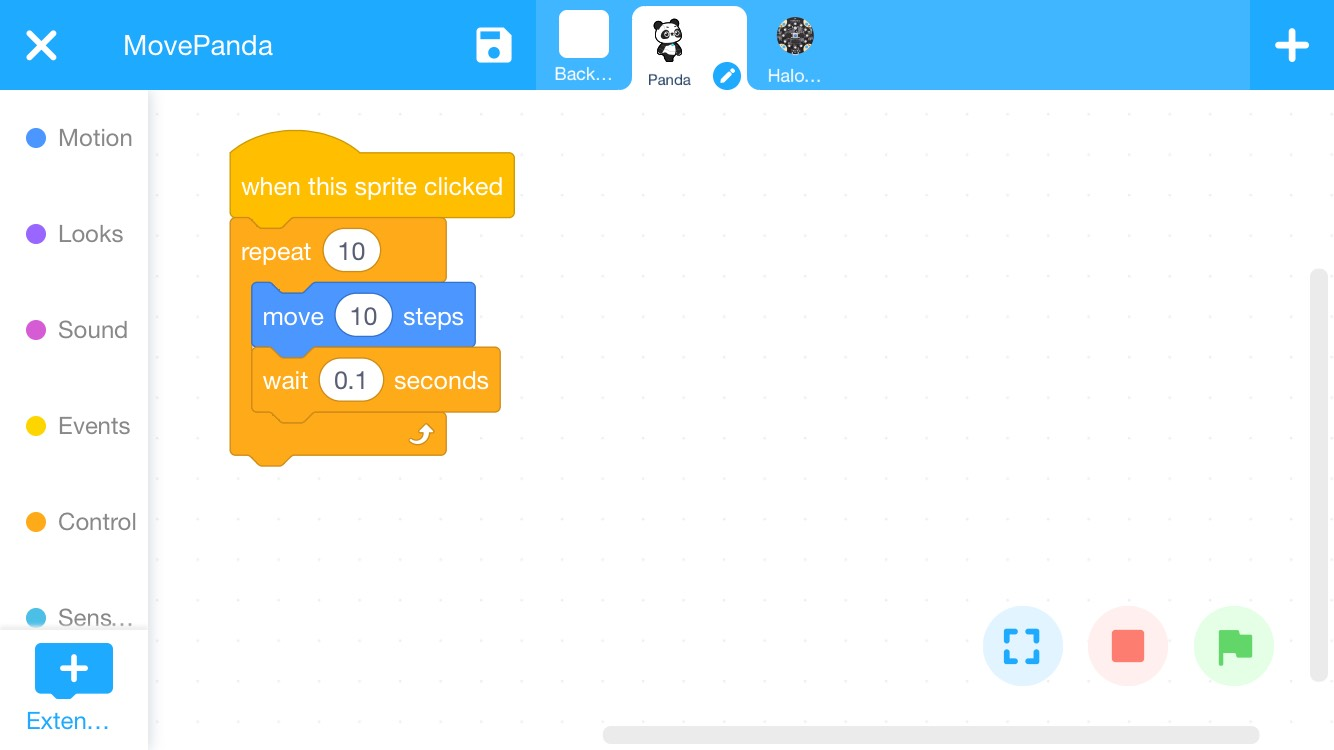 MovePanda
Back...
Panda
Halo...
Motion
Looks
Sound
Events
Control
Sens...
Exten...
when this sprite clicked
repeat 10
move 10 steps
wait 0.1 seconds